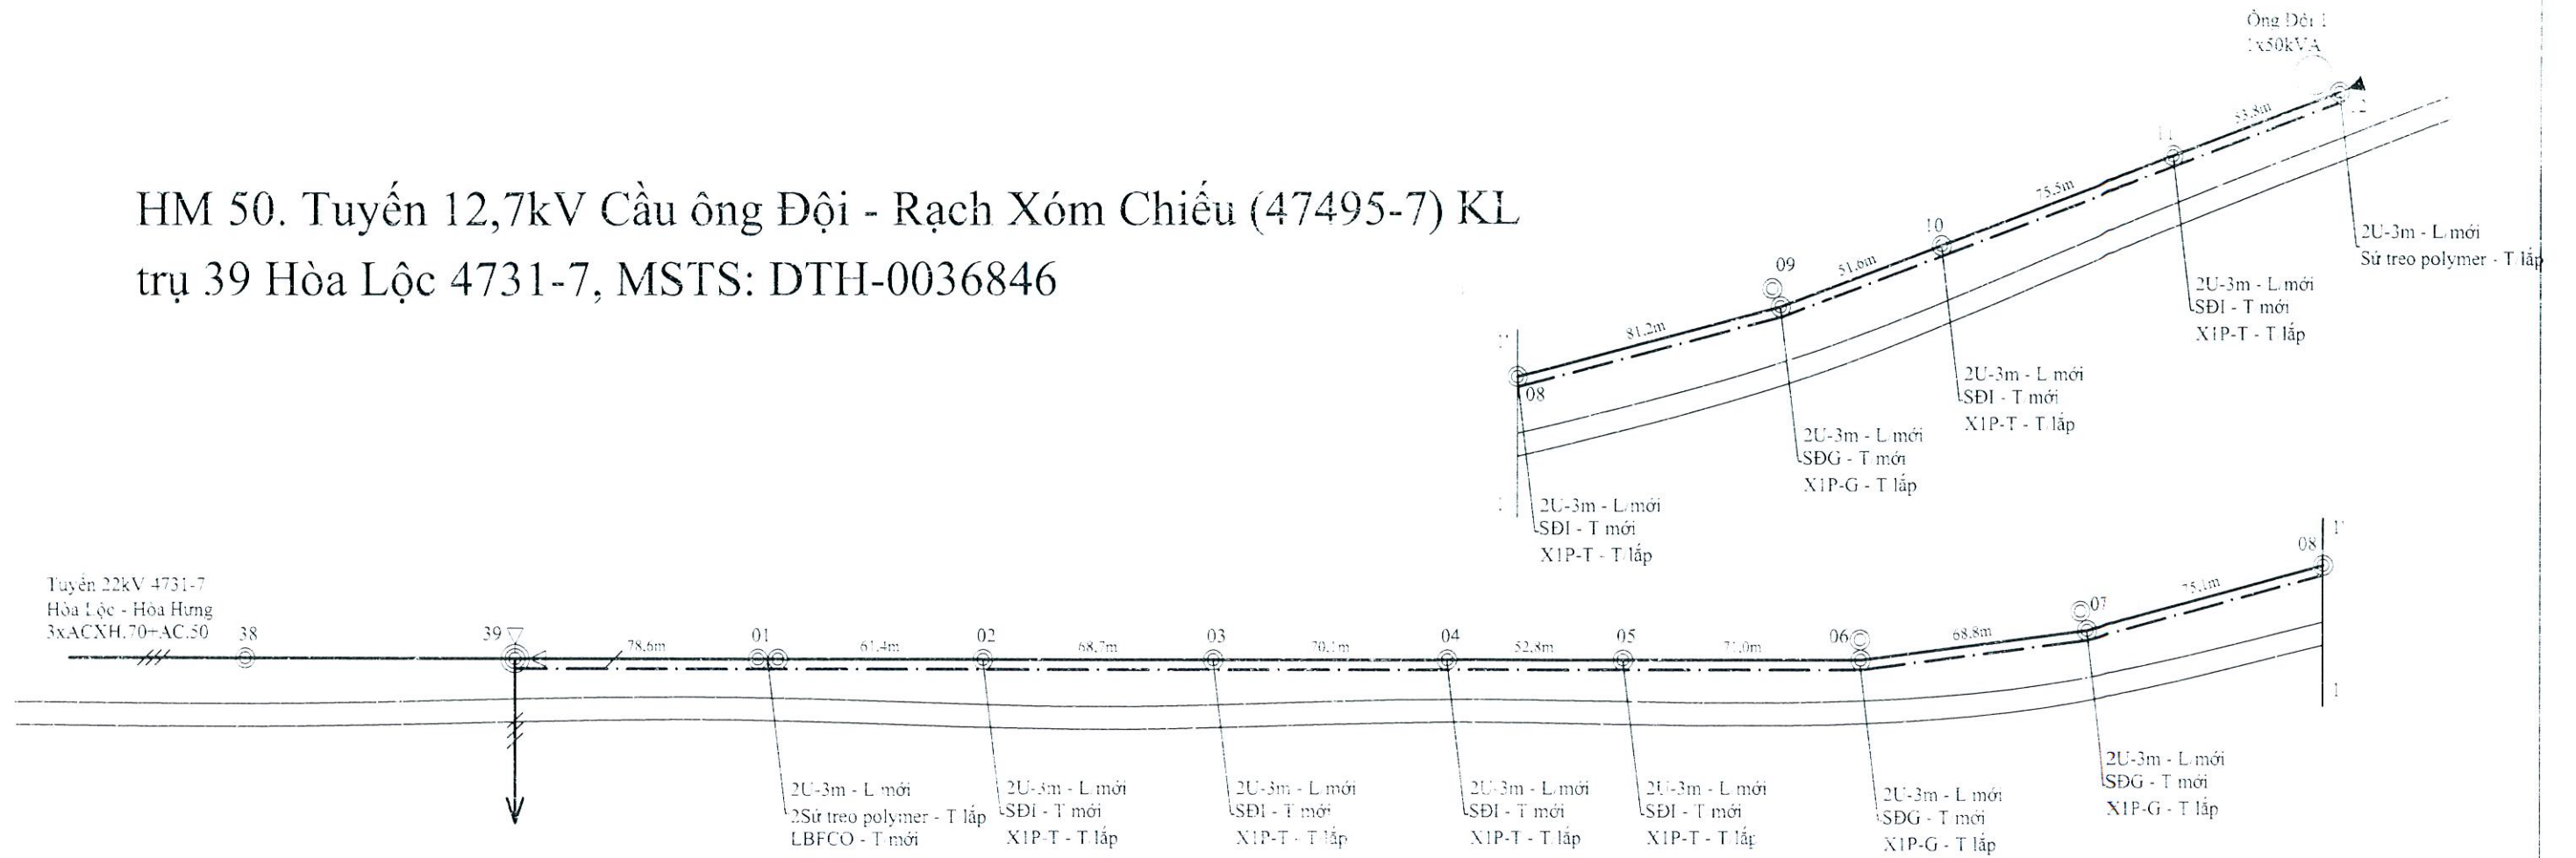 Ông Đội 1
1x50kVA
HM 50. Tuyến 12,7kV Cầu ông Đội - Rạch Xóm Chiếu (47495-7) KL
trụ 39 Hòa Lộc 4731-7, MSTS: DTH-0036846
53,8m
12
11
75,5m
10
51,6m
09
81,2m
08
2U-3m - L/mới
Sứ treo polymer - T/lắp
2U-3m - L/mới
SĐI - T/mới
X1P-T - T/lắp
2U-3m - L/mới
SĐI - T/mới
X1P-T - T/lắp
2U-3m - L/mới
SĐG - T/mới
X1P-G - T/lắp
2U-3m - L/mới
SĐI - T/mới
X1P-T - T/lắp
Tuyến 22kV 4731-7
Hòa Lộc - Hòa Hưng
3xACXH.70+AC.50
38
39
78,6m
01
61,4m
02
68,7m
03
70,1m
04
52,8m
05
71,0m
06
68,8m
07
75,1m
08
1'
1
2U-3m - L/mới
2Sứ treo polymer - T/lắp
LBFCO - T/mới
2U-3m - L/mới
SĐI - T/mới
X1P-T - T/lắp
2U-3m - L/mới
SĐI - T/mới
X1P-T - T/lắp
2U-3m - L/mới
SĐI - T/mới
X1P-T - T/lắp
2U-3m - L/mới
SĐI - T/mới
X1P-T - T/lắp
2U-3m - L/mới
SĐG - T/mới
X1P-G - T/lắp
2U-3m - L/mới
SĐG - T/mới
X1P-G - T/lắp